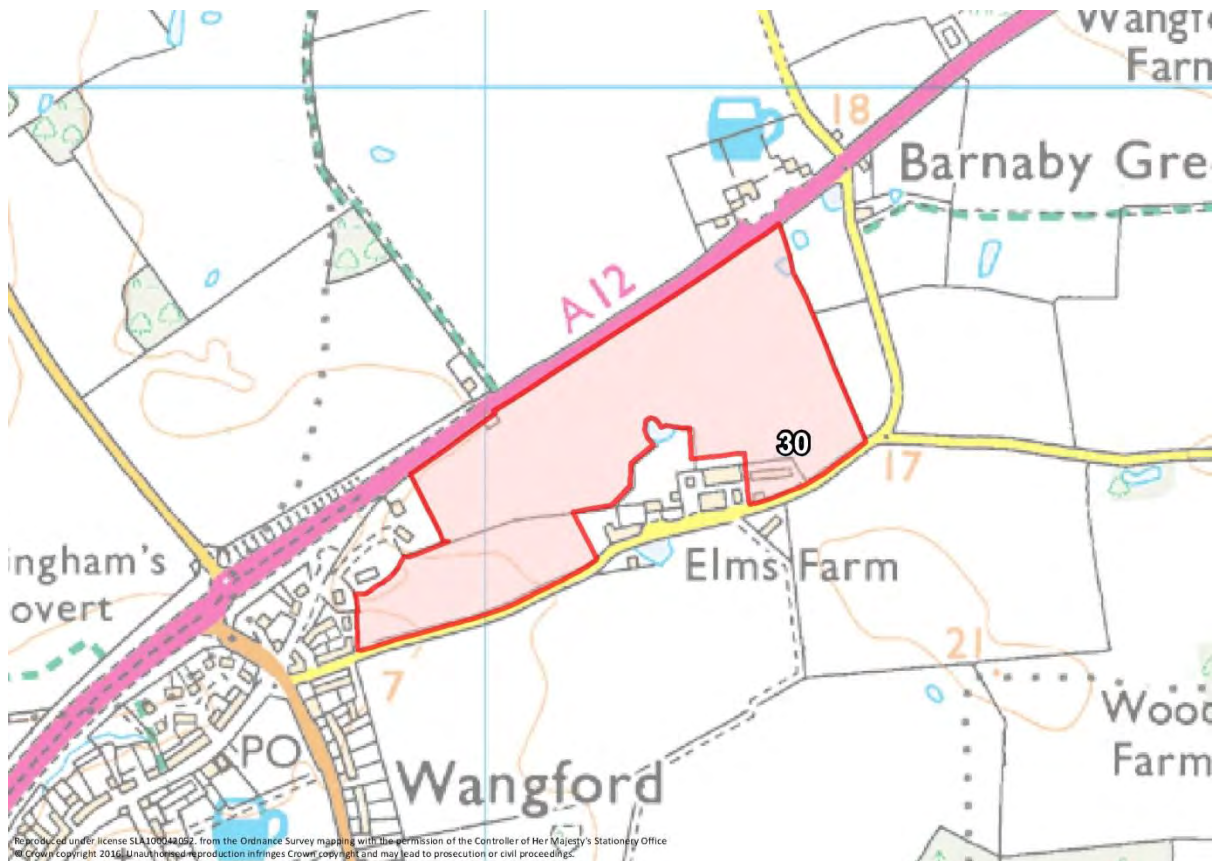 Wangf
Farn
18
Barnaby Gre
A12
30
17
Elms Farm
ingham's
overt
21
7
Wood
Farm
PO
Wangford
Reproduced under license SLA100042052. from the Ordnance Survey mapping with the permission of the Controller of Her Majesty's Stationery Office
© Crown copyright 2016. Unauthorised reproduction infringes Crown copyright and may lead to prosecution or civil proceedings.